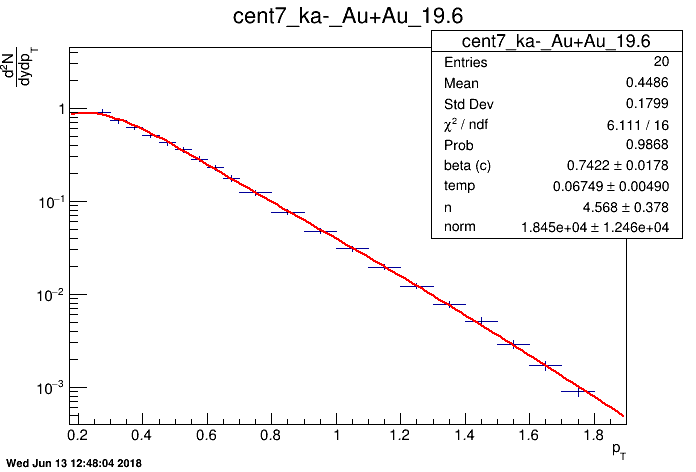 cent7_ka-_Au+Au_19.6
d²N
dydp_T
1
10⁻¹
10⁻²
10⁻³
0.2 0.4 0.6 0.8 1 1.2 1.4 1.6 1.8
p_T
cent7_ka-_Au+Au_19.6
Entries 20
Mean 0.4486
Std Dev 0.1799
χ² / ndf 6.111 / 16
Prob 0.9868
beta (c) 0.7422 ± 0.0178
temp 0.06749 ± 0.00490
n 4.568 ± 0.378
norm 1.845e+04 ± 1.246e+04
Wed Jun 13 12:48:04 2018